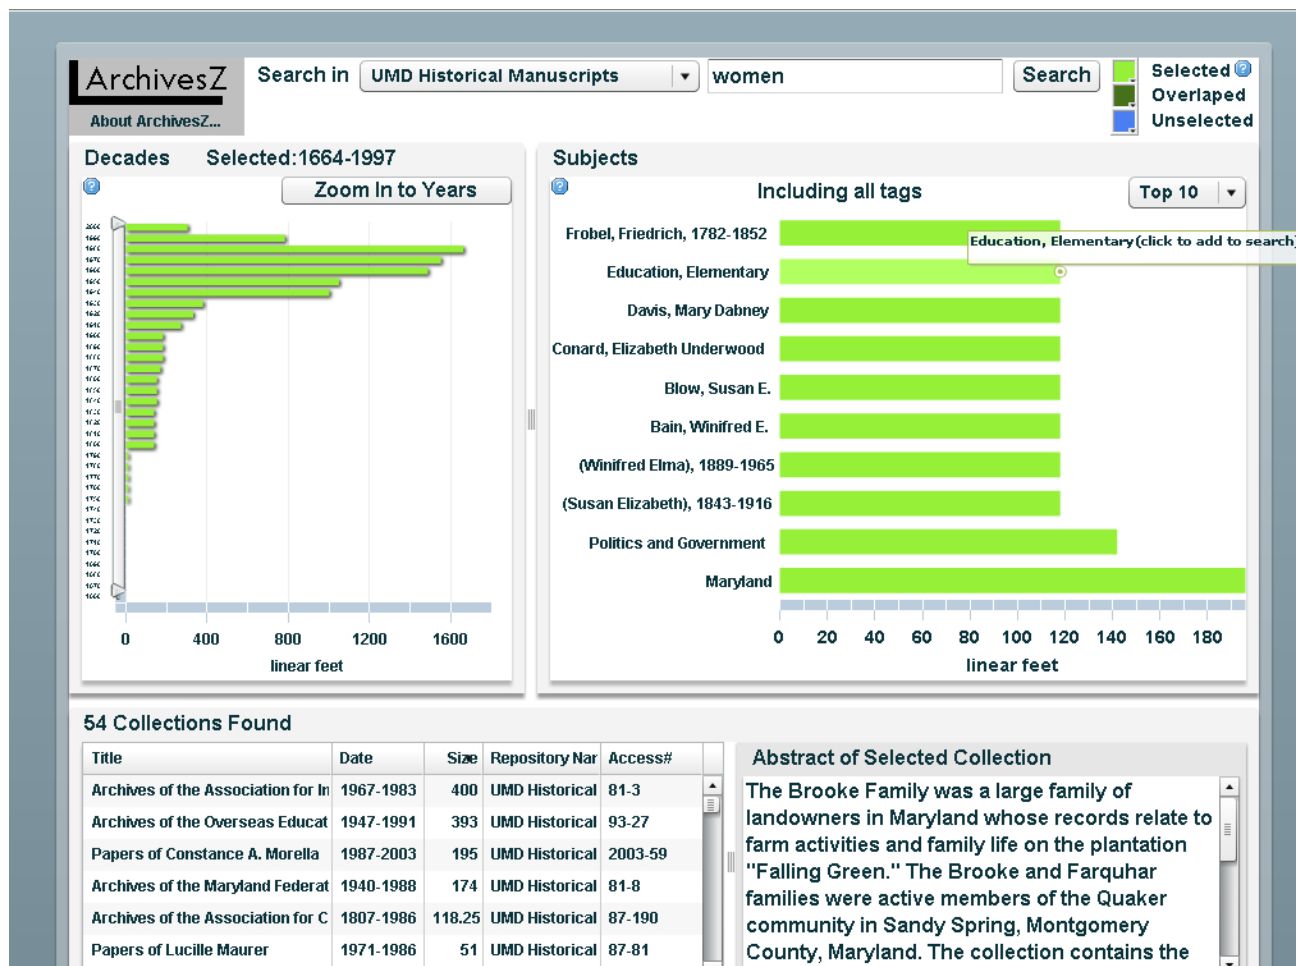 ArchivesZ
About ArchivesZ...
Search in UMD Historical Manuscripts women Search
Selected
Overlaped
Unselected
Decades Selected:1664-1997
Zoom In to Years
0 400 800 1200 1600
linear feet
Subjects
Including all tags Top 10
Frobel, Friedrich, 1782-1852
Education, Elementary(click to add to search)
Education, Elementary
Davis, Mary Dabney
Conard, Elizabeth Underwood
Blow, Susan E.
Bain, Winifred E.
(Winifred Elma), 1889-1965
(Susan Elizabeth), 1843-1916
Politics and Government
Maryland
0 20 40 60 80 100 120 140 160 180
linear feet
54 Collections Found
Title Date Size Repository Nar Access#
Archives of the Association for In 1967-1983 400 UMD Historical 81-3
Archives of the Overseas Educat 1947-1991 393 UMD Historical 93-27
Papers of Constance A. Morella 1987-2003 195 UMD Historical 2003-59
Archives of the Maryland Federat 1940-1988 174 UMD Historical 81-8
Archives of the Association for C 1807-1986 118.25 UMD Historical 87-190
Papers of Lucille Maurer 1971-1986 51 UMD Historical 87-81
Abstract of Selected Collection
The Brooke Family was a large family of
landowners in Maryland whose records relate to
farm activities and family life on the plantation
"Falling Green." The Brooke and Farquhar
families were active members of the Quaker
community in Sandy Spring, Montgomery
County, Maryland. The collection contains the